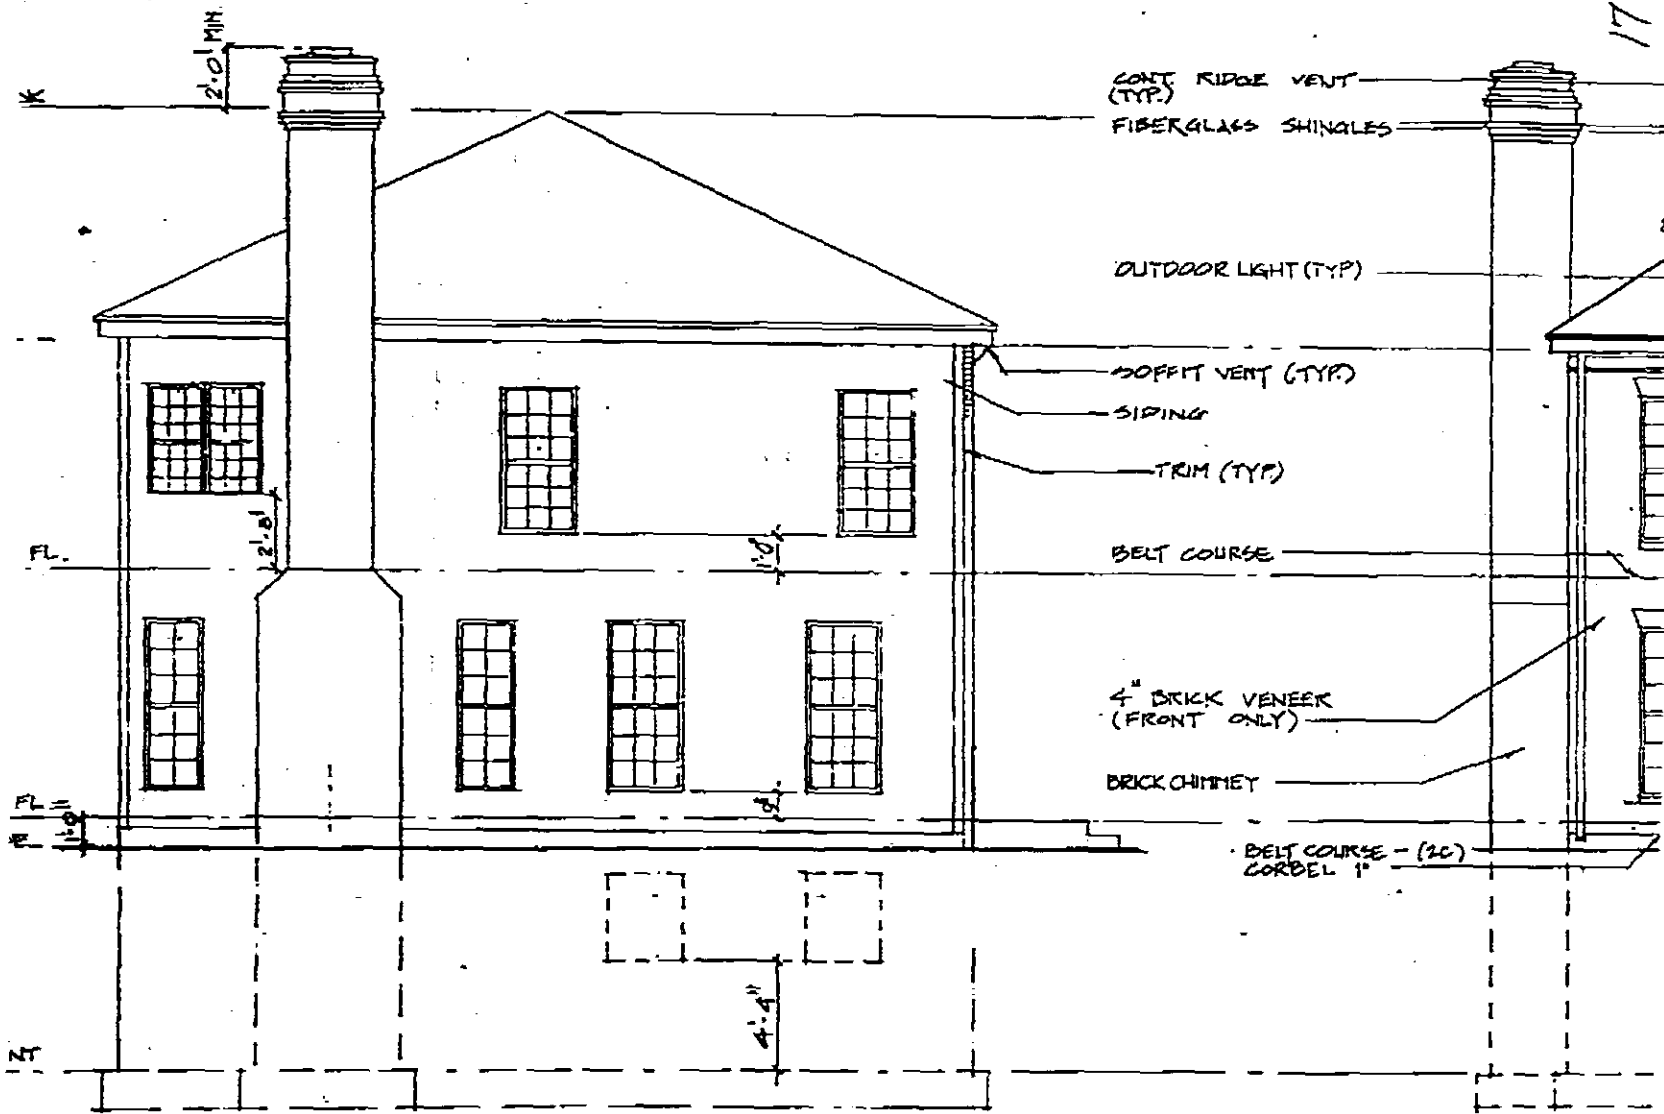 17
2'-0" MIN.
CONT. RIDGE VENT
(TYP.)
FIBERGLASS SHINGLES
OUTDOOR LIGHT (TYP)
SOFFIT VENT (TYP.)
SIDING
TRIM (TYP)
2'-8"
FL.
1'-0"
BELT COURSE
4" BRICK VENEER
(FRONT ONLY)
BRICK CHIMNEY
FL
1'-0"
9"
BELT COURSE - (2C)
CORBEL 1"
4'-4"